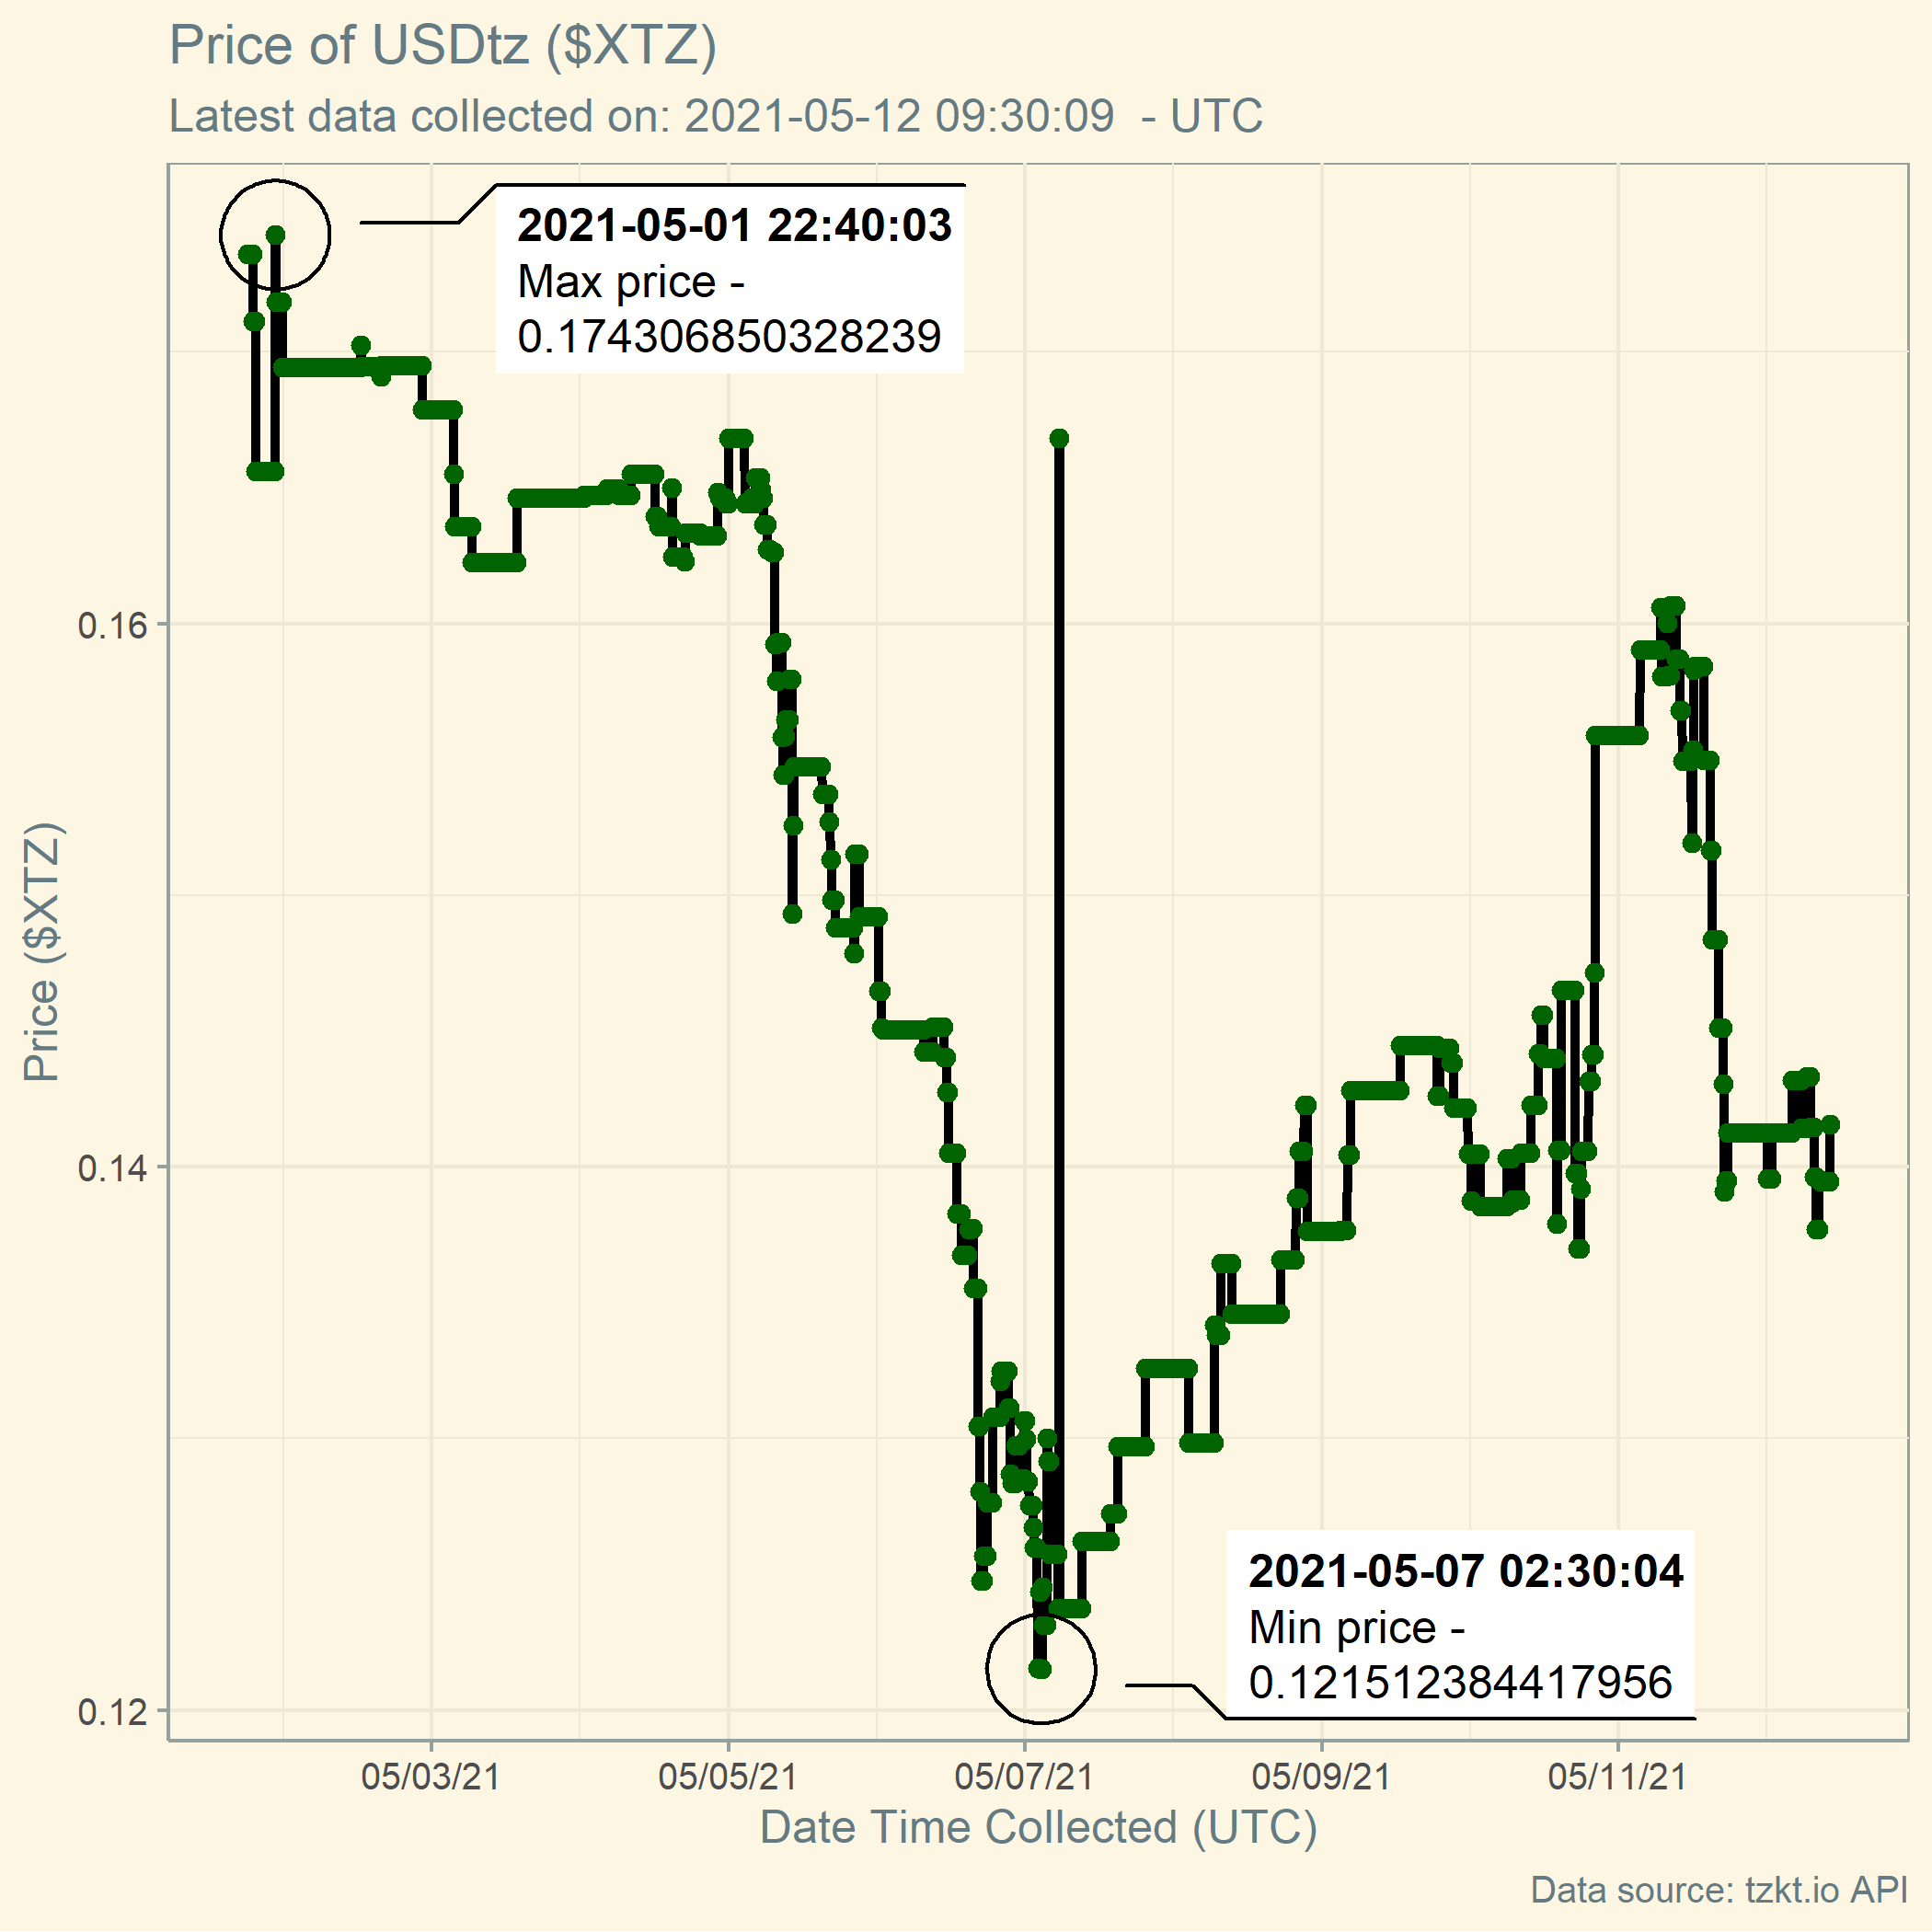 Price of USDtz ($XTZ)
Latest data collected on: 2021-05-12 09:30:09  - UTC
2021-05-01 22:40:03
Max price -
0.174306850328239
0.16
0.14
0.12
Price ($XTZ)
2021-05-07 02:30:04
Min price -
0.121512384417956
05/03/21
05/05/21
05/07/21
05/09/21
05/11/21
Date Time Collected (UTC)
Data source: tzkt.io API